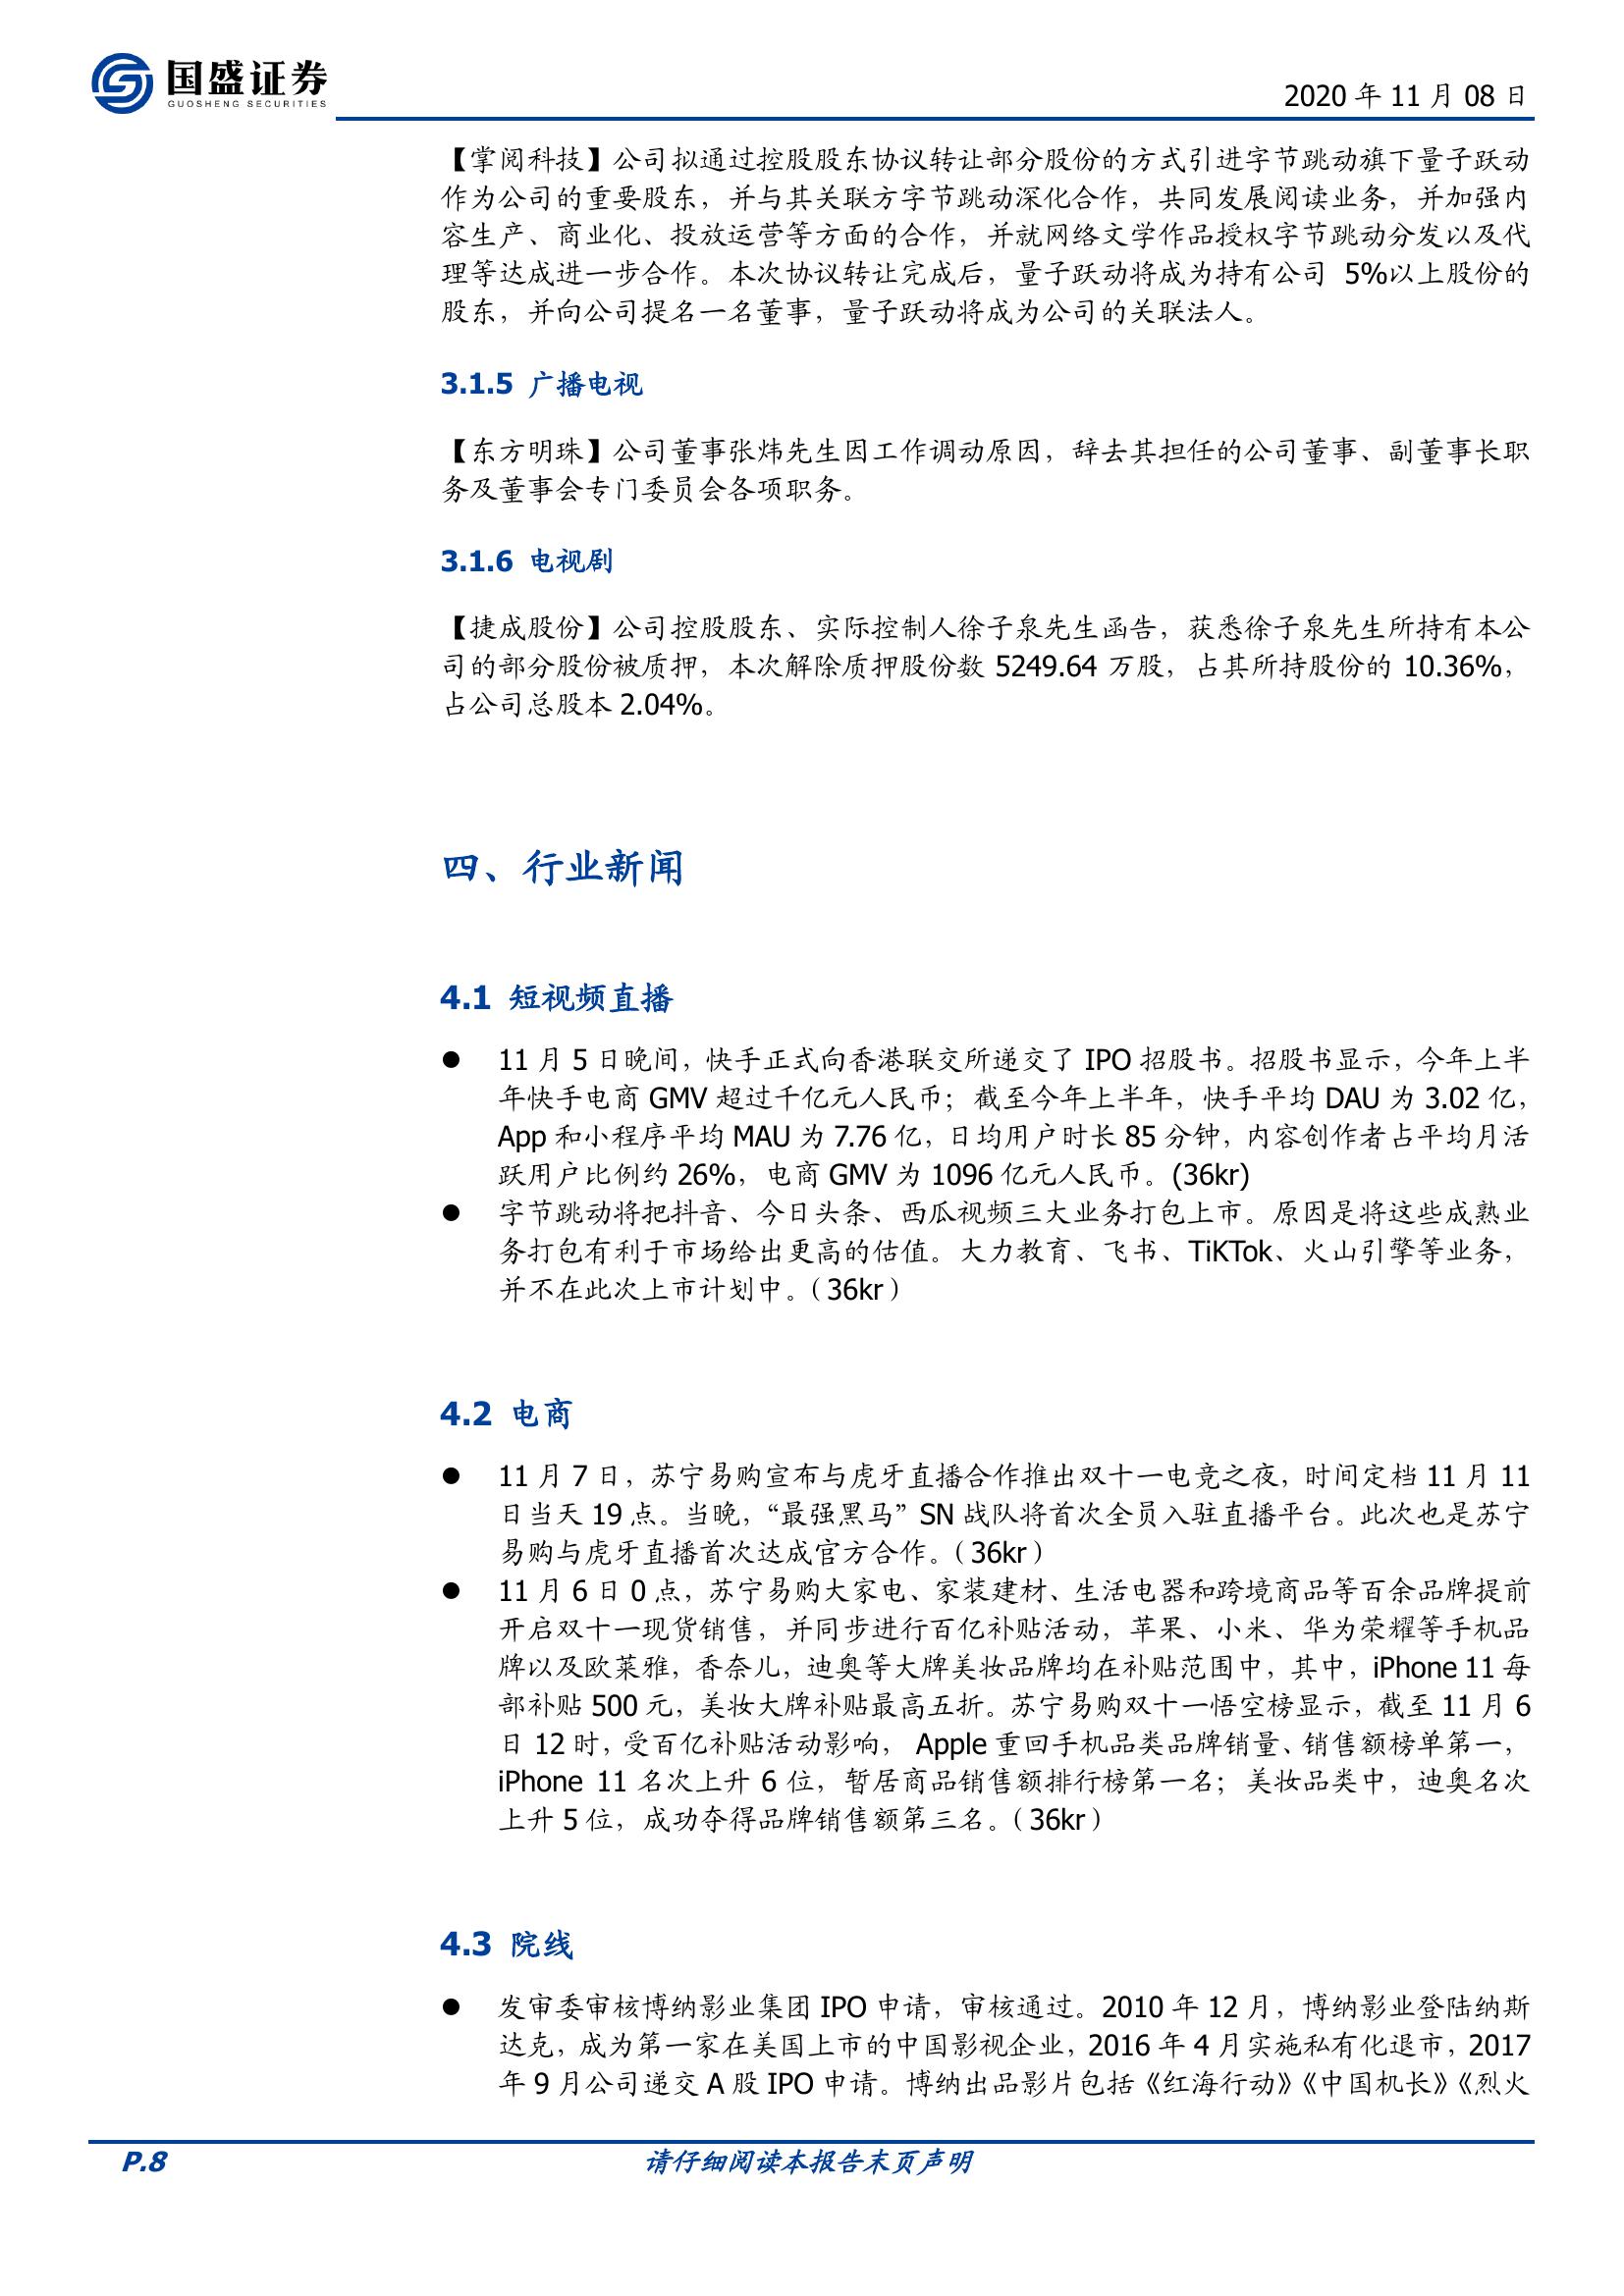 国盛证券
GUOSHENG SECURITIES
2020 年 11 月 08 日
【掌阅科技】公司拟通过控股股东协议转让部分股份的方式引进字节跳动旗下量子跃动
作为公司的重要股东，并与其关联方字节跳动深化合作，共同发展阅读业务，并加强内
容生产、商业化、投放运营等方面的合作，并就网络文学作品授权字节跳动分发以及代
理等达成进一步合作。本次协议转让完成后，量子跃动将成为持有公司 5%以上股份的
股东，并向公司提名一名董事，量子跃动将成为公司的关联法人。
3.1.5 广播电视
【东方明珠】公司董事张炜先生因工作调动原因，辞去其担任的公司董事、副董事长职
务及董事会专门委员会各项职务。
3.1.6 电视剧
【捷成股份】公司控股股东、实际控制人徐子泉先生函告，获悉徐子泉先生所持有本公
司的部分股份被质押，本次解除质押股份数 5249.64 万股，占其所持股份的 10.36%，
占公司总股本 2.04%。
四、行业新闻
4.1 短视频直播
● 11 月 5 日晚间，快手正式向香港联交所递交了 IPO 招股书。招股书显示，今年上半
年快手电商 GMV 超过千亿元人民币；截至今年上半年，快手平均 DAU 为 3.02 亿，
App 和小程序平均 MAU 为 7.76 亿，日均用户时长 85 分钟，内容创作者占平均月活
跃用户比例约 26%，电商 GMV 为 1096 亿元人民币。(36kr)
● 字节跳动将把抖音、今日头条、西瓜视频三大业务打包上市。原因是将这些成熟业
务打包有利于市场给出更高的估值。大力教育、飞书、TiKTok、火山引擎等业务，
并不在此次上市计划中。（36kr）
4.2 电商
● 11 月 7 日，苏宁易购宣布与虎牙直播合作推出双十一电竞之夜，时间定档 11 月 11
日当天 19 点。当晚，“最强黑马”SN 战队将首次全员入驻直播平台。此次也是苏宁
易购与虎牙直播首次达成官方合作。（36kr）
● 11 月 6 日 0 点，苏宁易购大家电、家装建材、生活电器和跨境商品等百余品牌提前
开启双十一现货销售，并同步进行百亿补贴活动，苹果、小米、华为荣耀等手机品
牌以及欧莱雅，香奈儿，迪奥等大牌美妆品牌均在补贴范围中，其中，iPhone 11 每
部补贴 500 元，美妆大牌补贴最高五折。苏宁易购双十一悟空榜显示，截至 11 月 6
日 12 时，受百亿补贴活动影响， Apple 重回手机品类品牌销量、销售额榜单第一，
iPhone 11 名次上升 6 位，暂居商品销售额排行榜第一名；美妆品类中，迪奥名次
上升 5 位，成功夺得品牌销售额第三名。（36kr）
4.3 院线
● 发审委审核博纳影业集团 IPO 申请，审核通过。2010 年 12 月，博纳影业登陆纳斯
达克，成为第一家在美国上市的中国影视企业，2016 年 4 月实施私有化退市，2017
年 9 月公司递交 A 股 IPO 申请。博纳出品影片包括《红海行动》《中国机长》《烈火
P.8
请仔细阅读本报告末页声明